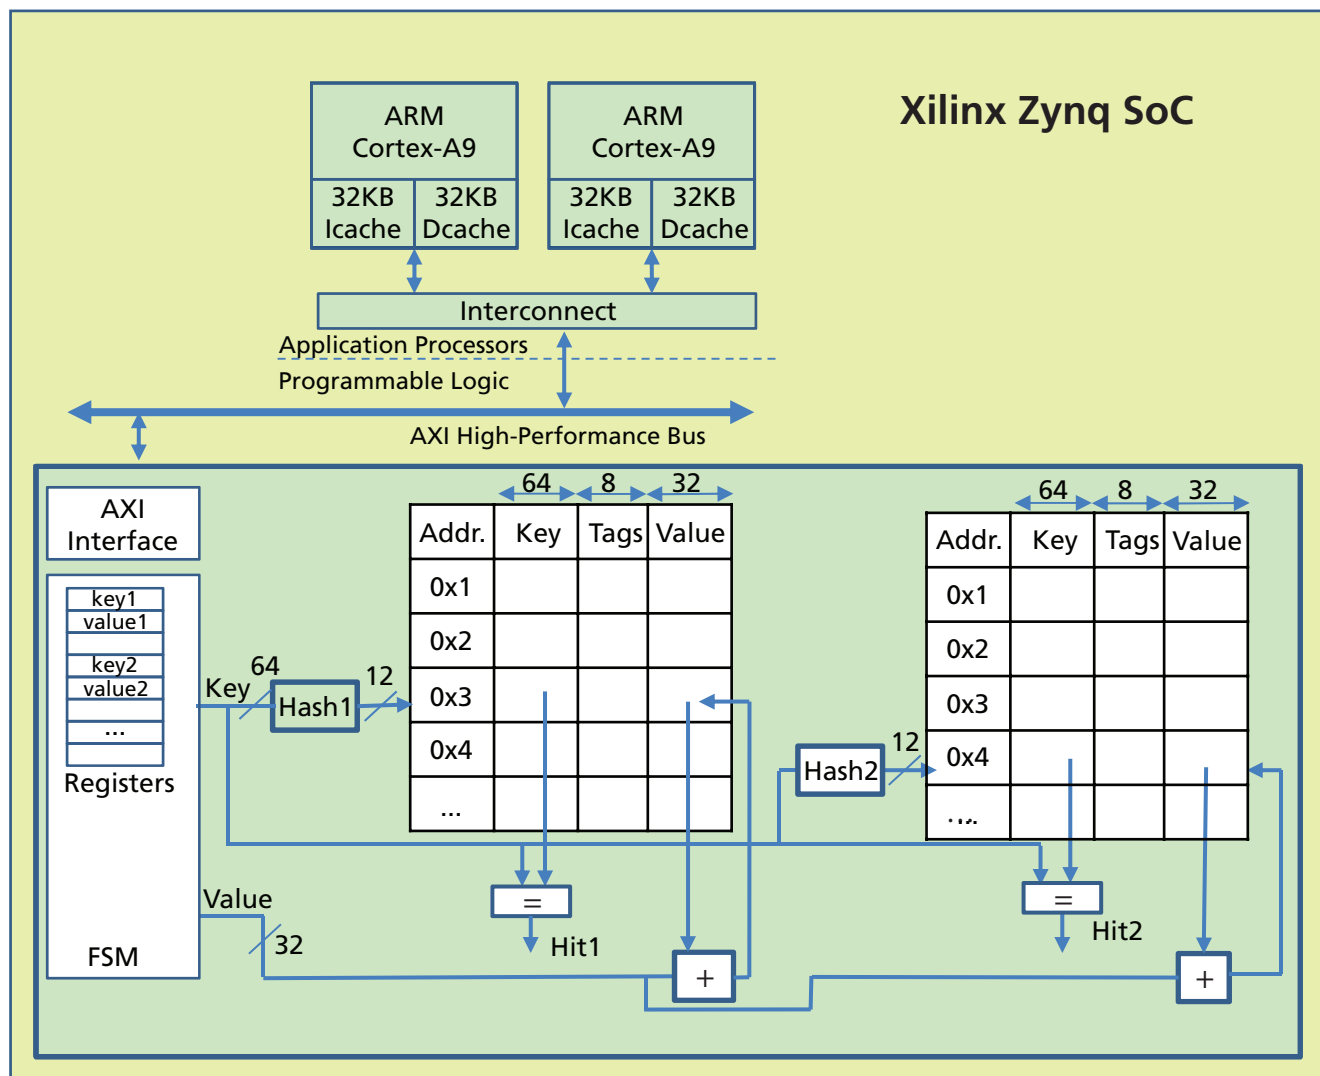 Xilinx Zynq SoC
ARM
Cortex-A9
32KB
Icache
32KB
Dcache
ARM
Cortex-A9
32KB
Icache
32KB
Dcache
Interconnect
Application Processors
Programmable Logic
AXI High-Performance Bus
AXI
Interface
key1
value1
key2
value2
...
Registers
FSM
Key
64
Hash1
12
Value
32
64 8 32
Addr. Key Tags Value
0x1
0x2
0x3
0x4
...
=
Hit1
+
Hash2
12
64 8 32
Addr. Key Tags Value
0x1
0x2
0x3
0x4
...
=
Hit2
+